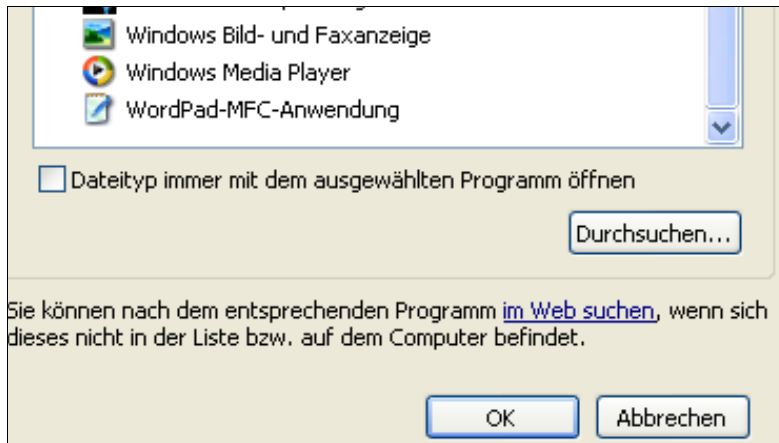 Windows Bild- und Faxanzeige
Windows Media Player
WordPad-MFC-Anwendung
Dateityp immer mit dem ausgewählten Programm öffnen
Durchsuchen...
Sie können nach dem entsprechenden Programm im Web suchen, wenn sich
dieses nicht in der Liste bzw. auf dem Computer befindet.
OK
Abbrechen